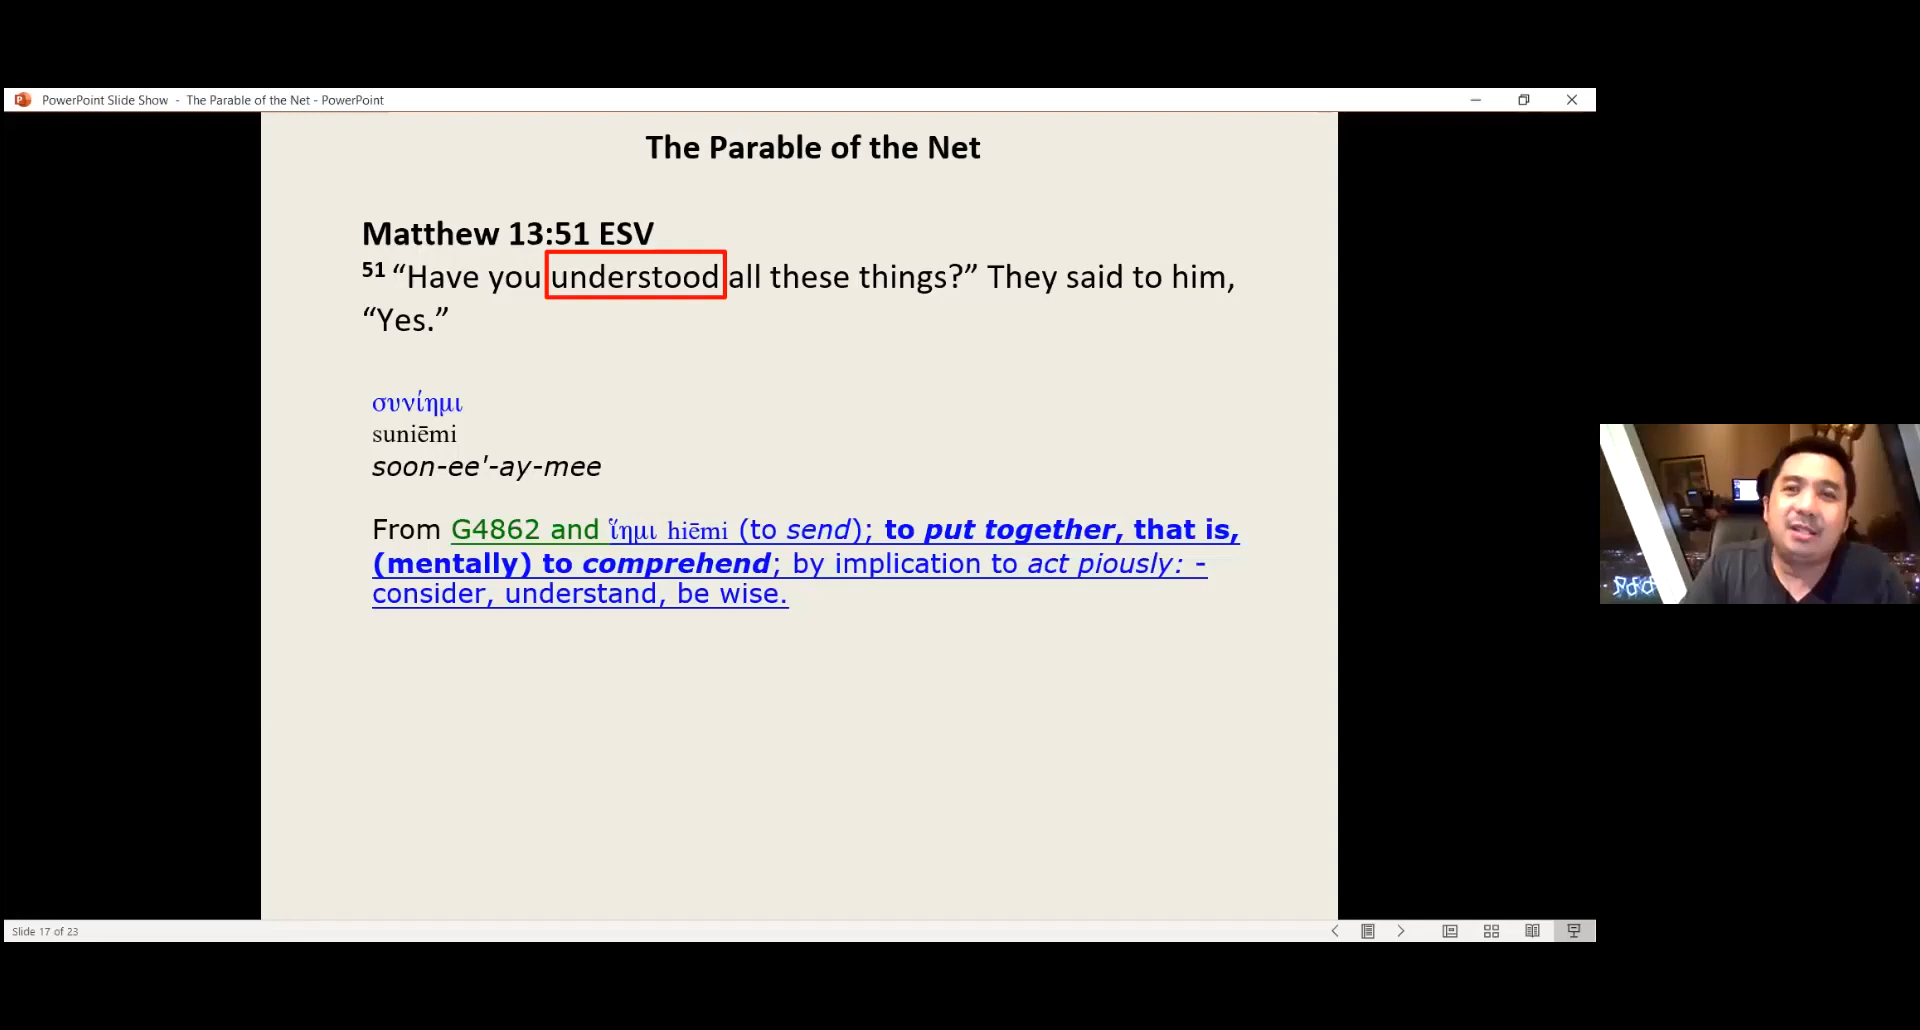 PowerPoint Slide Show - The Parable of the Net - PowerPoint
The Parable of the Net
Matthew 13:51 ESV
51 “Have you understood all these things?” They said to him,
“Yes.”
συνίημι
suniēmi
soon-ee'-ay-mee
From G4862 and ἵημι hiēmi (to send); to put together, that is,
(mentally) to comprehend; by implication to act piously: -
consider, understand, be wise.
Slide 17 of 23